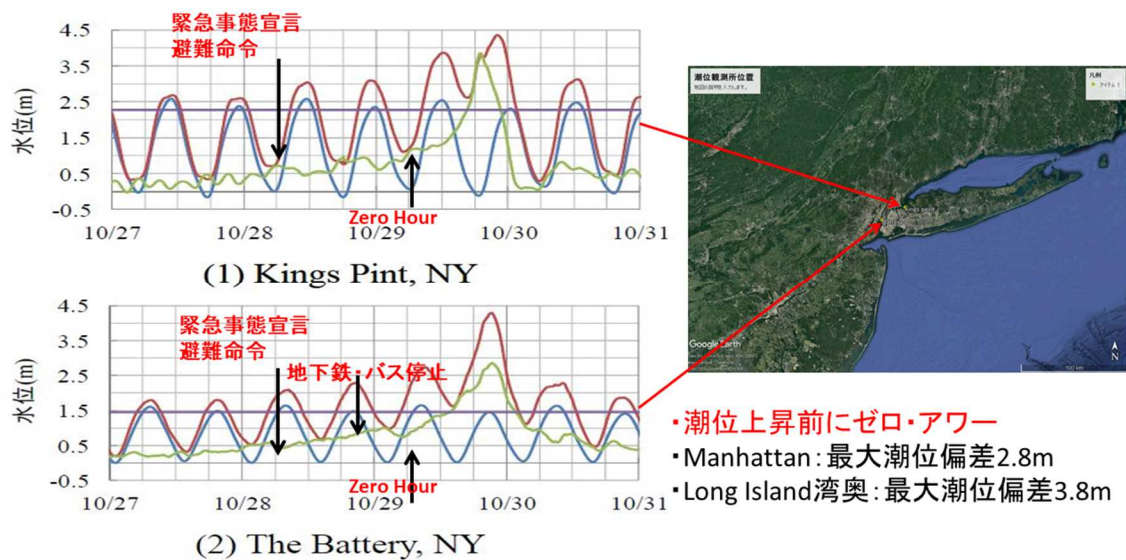 緊急事態宣言
避難命令
4.5
3.5
2.5
1.5
0.5
-0.5
水位(m)
Zero Hour
10/27 10/28 10/29 10/30 10/31
(1) Kings Pint, NY
緊急事態宣言
避難命令
地下鉄・バス停止
4.5
3.5
2.5
1.5
0.5
-0.5
水位(m)
Zero Hour
10/27 10/28 10/29 10/30 10/31
(2) The Battery, NY
潮位観測所位置
凡例
Google Earth
N
100 km
・潮位上昇前にゼロ・アワー
・Manhattan:最大潮位偏差2.8m
・Long Island湾奥:最大潮位偏差3.8m